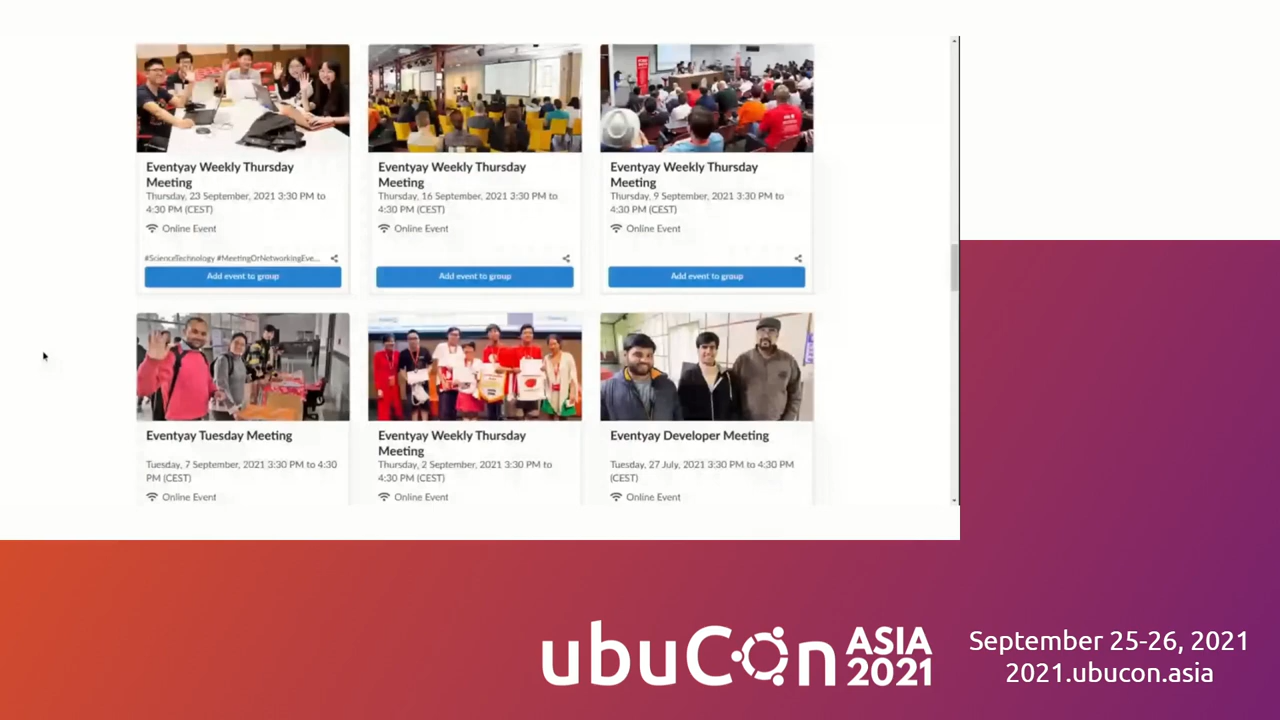 Eventyay Weekly Thursday
Meeting
Thursday, 23 September, 2021 3:30 PM to
4:30 PM (CEST)
Online Event
#ScienceTechnology #MeetingOrNetworkingEve...
Add event to group
Eventyay Weekly Thursday
Meeting
Thursday, 16 September, 2021 3:30 PM to
4:30 PM (CEST)
Online Event
Add event to group
Eventyay Weekly Thursday
Meeting
Thursday, 9 September, 2021 3:30 PM to
4:30 PM (CEST)
Online Event
Add event to group
Eventyay Tuesday Meeting
Tuesday, 7 September, 2021 3:30 PM to 4:30
PM (CEST)
Online Event
Eventyay Weekly Thursday
Meeting
Thursday, 2 September, 2021 3:30 PM to
4:30 PM (CEST)
Online Event
Eventyay Developer Meeting
Tuesday, 27 July, 2021 3:30 PM to 4:30 PM
(CEST)
Online Event
ubuCon ASIA
2021
September 25-26, 2021
2021.ubucon.asia